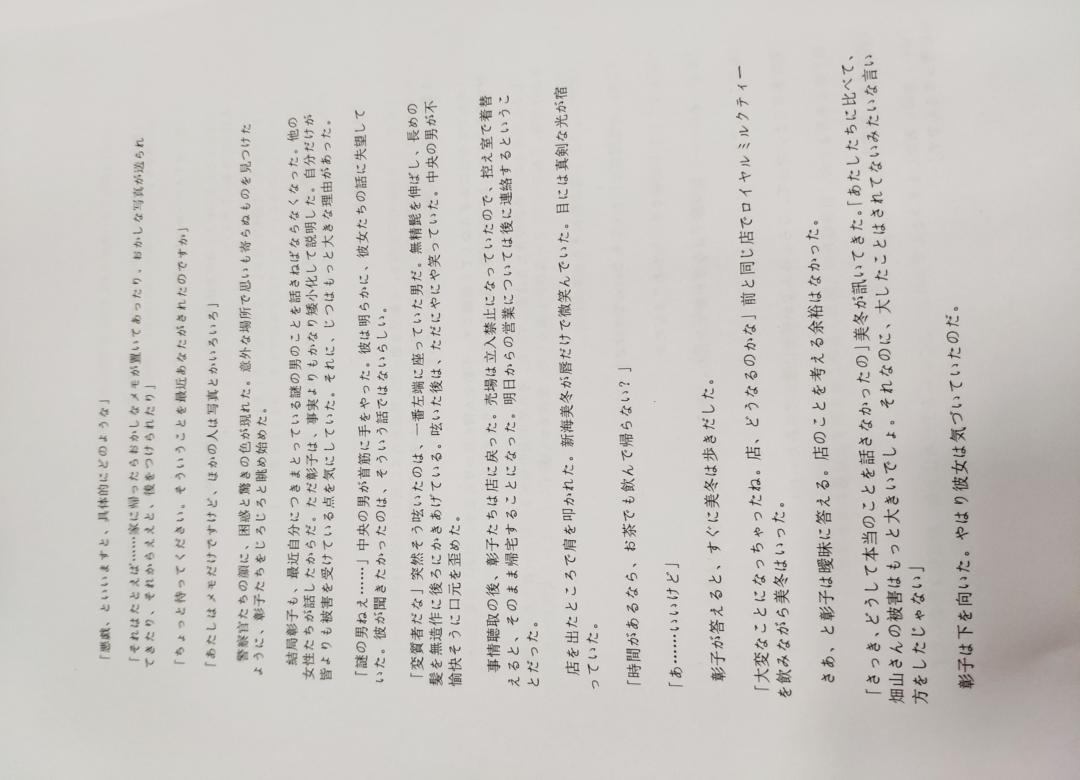 「悪戯、といいますと、具体的にどのような」
「それはたとえば……家に帰ったらおかしなメモが置いてあったり、おかしな写真が送られ
てきたり、それからええと、後をつけられたり」
「ちょっと待ってください。そういうことを最近あなたがされたのですか」
「あたしはメモだけですけど、ほかの人は写真とかいろいろ」
警察官たちの顔に、困惑と驚きの色が現れた。意外な場所で思いも寄らぬものを見つけた
ように、彰子たちをじろじろと眺め始めた。
結局彰子も、最近自分につきまとっている謎の男のことを話さねばならなくなった。他の
女性たちが話したからだ。ただ彰子は、事実よりもかなり矮小化して説明した。自分だけが
皆よりも被害を受けている点を気にしていた。それに、じつはもっと大きな理由があった。
「謎の男ねえ……」中央の男が首筋に手をやった。彼は明らかに、彼女たちの話に失望して
いた。彼が聞きたかったのは、そういう話ではないらしい。
「変質者だな」突然そう呟いたのは、一番左端に座っていた男だ。無精髭を伸ばし、長めの
髪を無造作に後ろにかきあげている。呟いた後は、ただにやにや笑っていた。中央の男が不
愉快そうに口元を歪めた。
事情聴取の後、彰子たちは店に戻った。売場は立入禁止になっていたので、控え室で着替
えると、そのまま帰宅することになった。明日からの営業については後に連絡するというこ
とだった。
店を出たところで肩を叩かれた。新海美冬が唇だけで微笑んでいた。目には真剣な光が宿
っていた。
「時間があるなら、お茶でも飲んで帰らない？」
「あ……いいけど」
彰子が答えると、すぐに美冬は歩きだした。
「大変なことになっちゃったね。店、どうなるのかな」前と同じ店でロイヤルミルクティー
を飲みながら美冬はいった。
さあ、と彰子は曖昧に答える。店のことを考える余裕はなかった。
「さっき、どうして本当のことを話さなかったの」美冬が訊いてきた。「あたしたちに比べて、
畑山さんの被害はもっと大きいでしょ。それなのに、大したことはされてないみたいな言い
方をしたじゃない」
彰子は下を向いた。やはり彼女は気づいていたのだ。